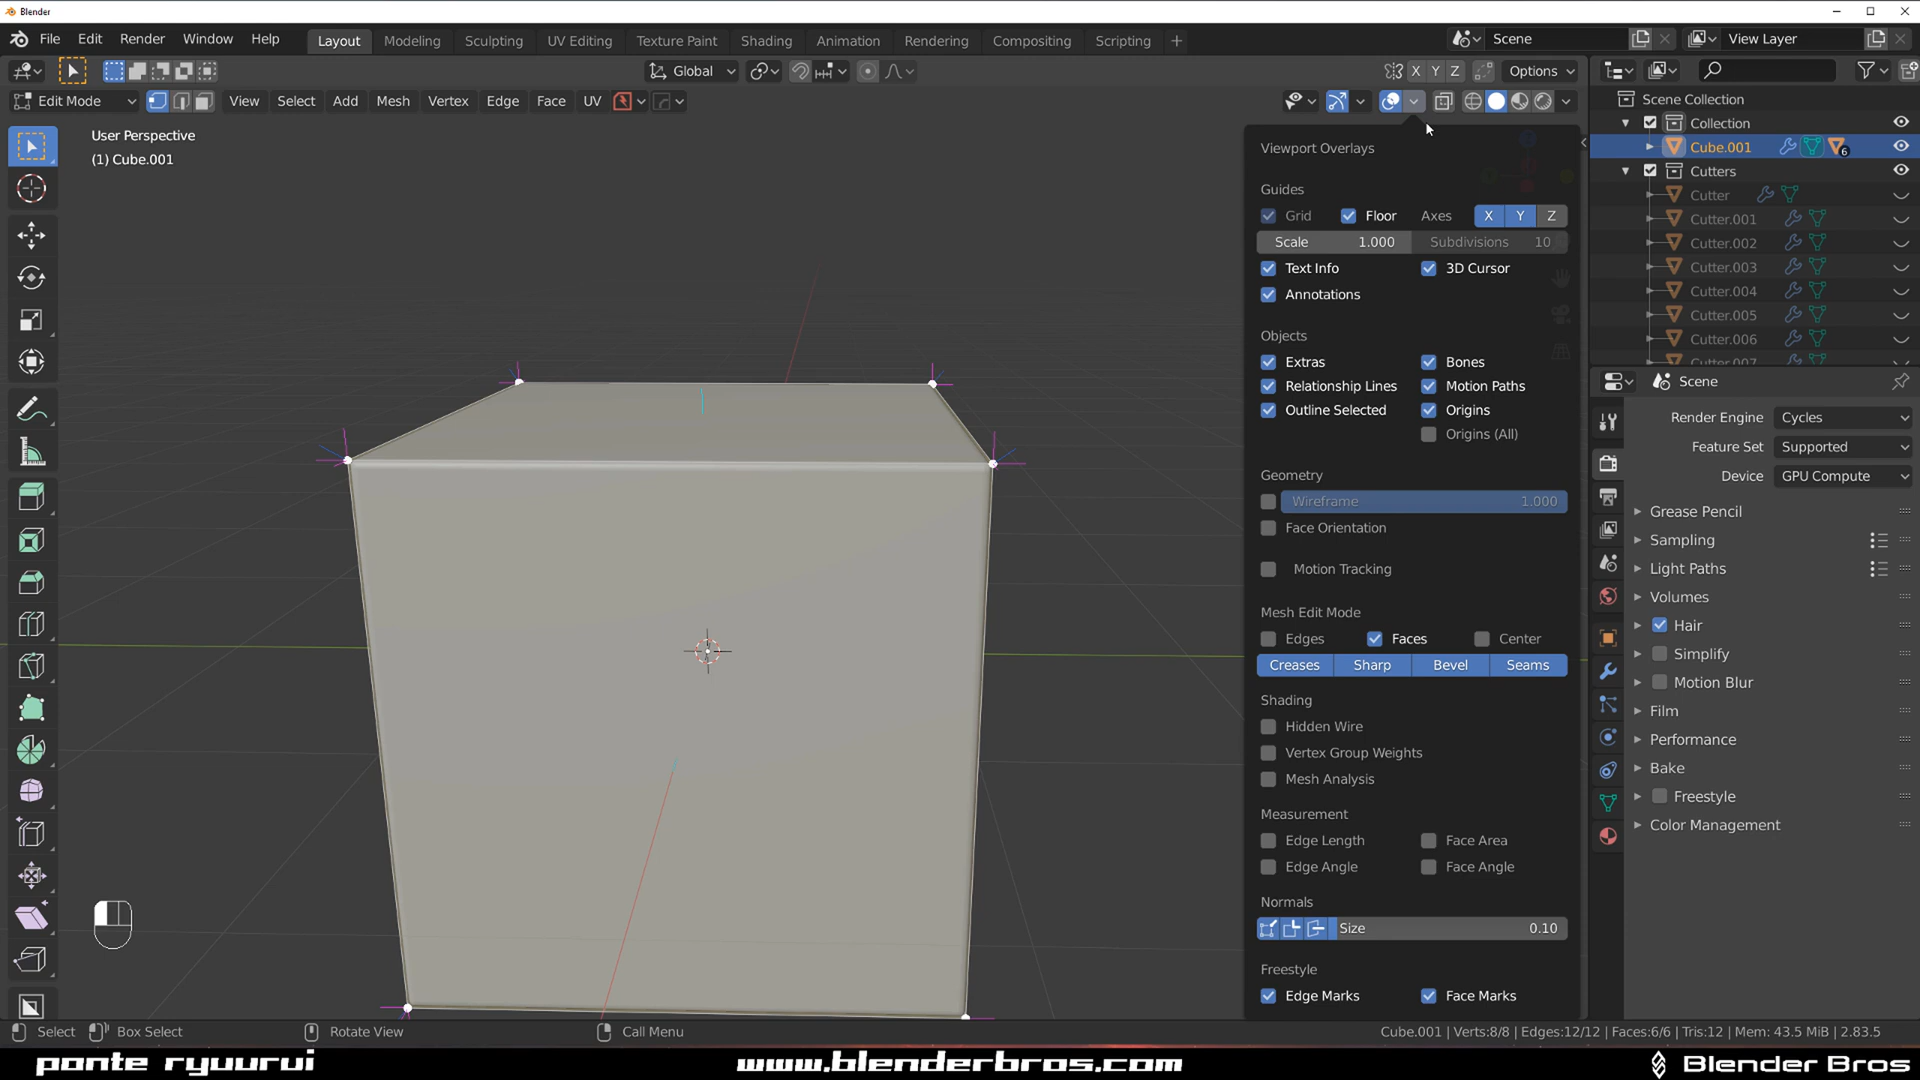 Blender
File Edit Render Window Help Layout Modeling Sculpting UV Editing Texture Paint Shading Animation Rendering Compositing Scripting + Scene View Layer
Global X Y Z Options
Edit Mode View Select Add Mesh Vertex Edge Face UV
User Perspective
(1) Cube.001
Viewport Overlays
Guides
Grid Floor Axes X Y Z
Scale 1.000 Subdivisions 10
Text Info 3D Cursor
Annotations
Objects
Extras Bones
Relationship Lines Motion Paths
Outline Selected Origins
Origins (All)
Geometry
Wireframe 1.000
Face Orientation
Motion Tracking
Mesh Edit Mode
Edges Faces Center
Creases Sharp Bevel Seams
Shading
Hidden Wire
Vertex Group Weights
Mesh Analysis
Measurement
Edge Length Face Area
Edge Angle Face Angle
Normals
Size 0.10
Freestyle
Edge Marks Face Marks
Scene Collection
Collection
Cube.001 6
Cutters
Cutter
Cutter.001
Cutter.002
Cutter.003
Cutter.004
Cutter.005
Cutter.006
Cutter.007
Scene
Render Engine Cycles
Feature Set Supported
Device GPU Compute
Grease Pencil
Sampling
Light Paths
Volumes
Hair
Simplify
Motion Blur
Film
Performance
Bake
Freestyle
Color Management
Select Box Select Rotate View Call Menu Cube.001 | Verts:8/8 | Edges:12/12 | Faces:6/6 | Tris:12 | Mem: 43.5 MiB | 2.83.5
ponte ryuurui www.blenderbros.com Blender Bros